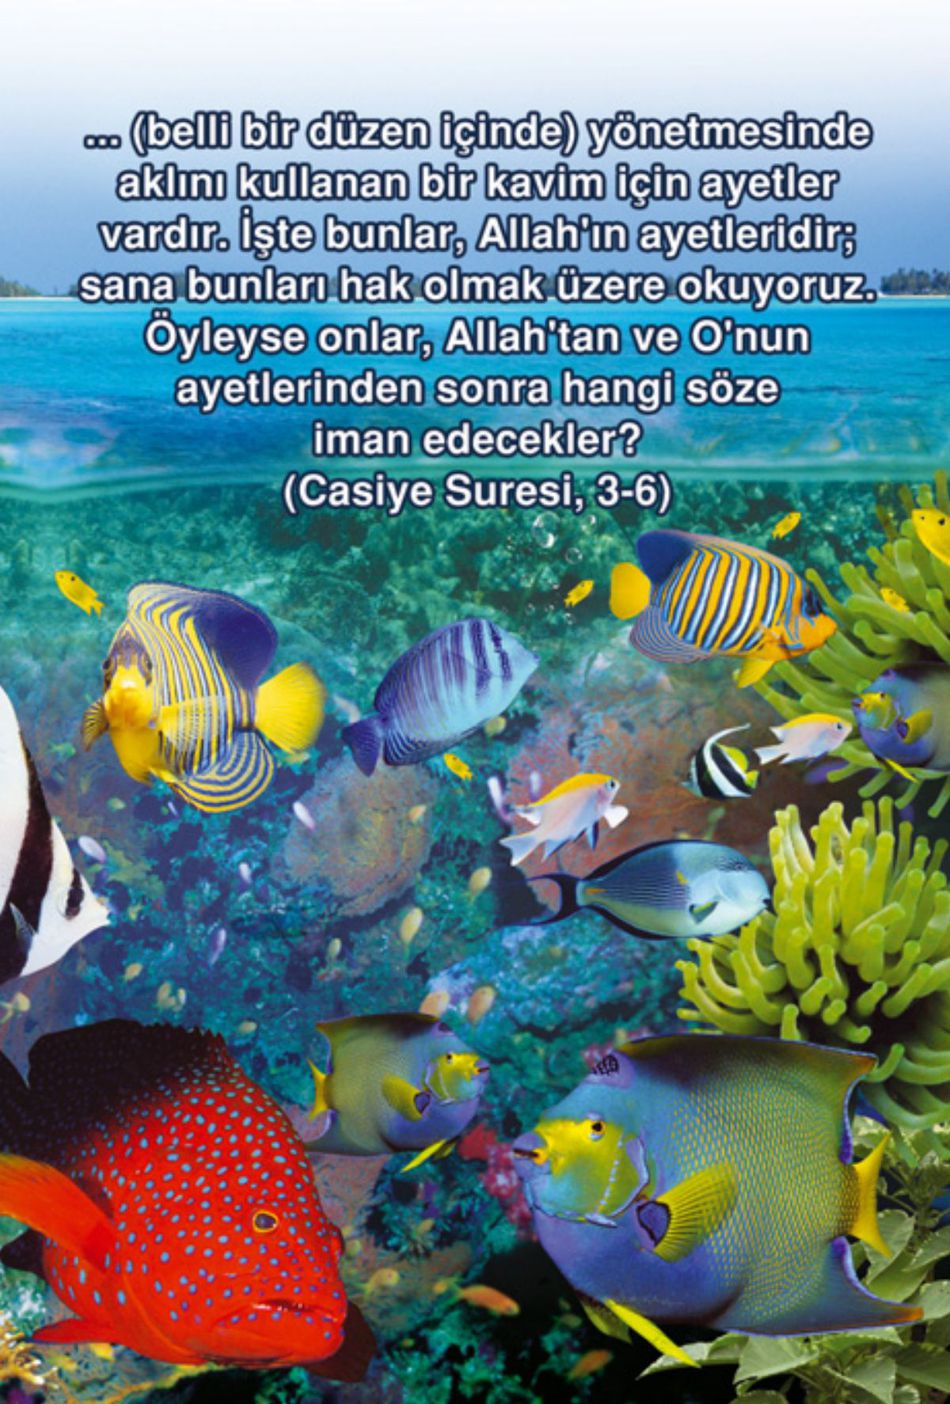 ... (belli bir düzen içinde) yönetmesinde
aklını kullanan bir kavim için ayetler
vardır. İşte bunlar, Allah'ın ayetleridir;
sana bunları hak olmak üzere okuyoruz.
Öyleyse onlar, Allah'tan ve O'nun
ayetlerinden sonra hangi söze
iman edecekler?
(Casiye Suresi, 3-6)